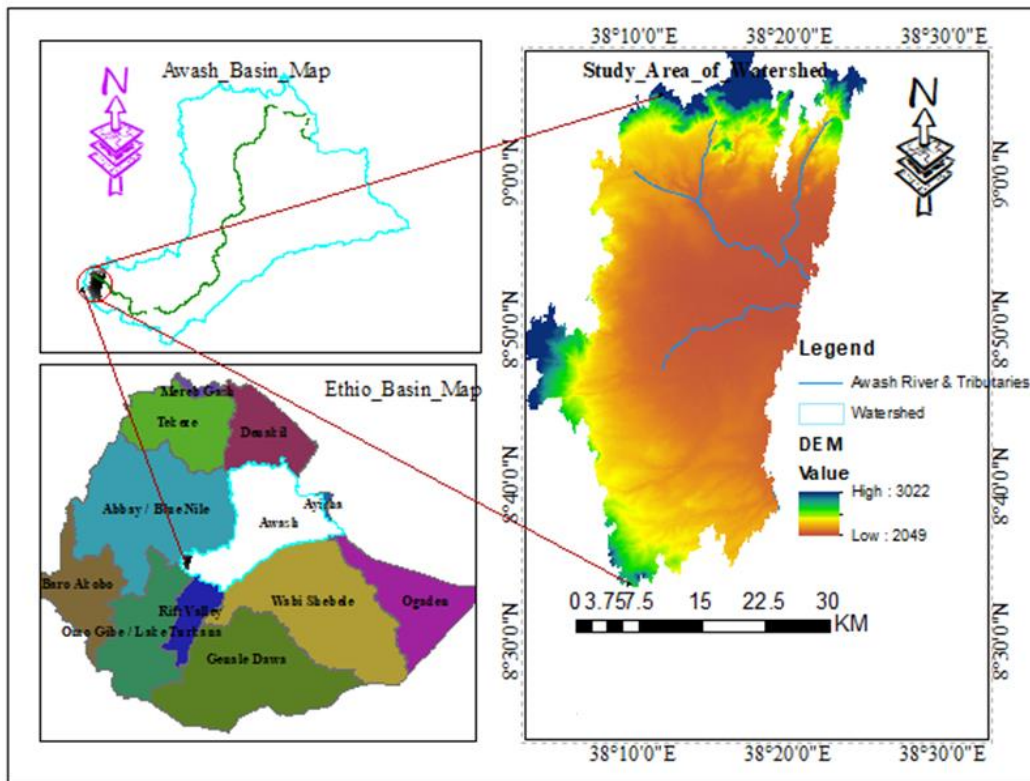 Awash_Basin_Map
N
Ethio_Basin_Map
Mereb Gash
Tekeze
Denakil
Abbay / Blue Nile
Ayisha
Awash
Baro Akobo
Rift Valley
Wabi Shebele
Ogaden
Omo Gibe / Lake Turkana
Genale Dawa
38°10'0"E 38°20'0"E 38°30'0"E
Study_Area_of_Watershed
N
9°0'0"N 9°0'0"N
8°50'0"N 8°50'0"N
8°40'0"N 8°40'0"N
8°30'0"N 8°30'0"N
Legend
Awash River & Tributaries
Watershed
DEM
Value
High : 3022
Low : 2049
0 3.75 7.5 15 22.5 30
KM
38°10'0"E 38°20'0"E 38°30'0"E